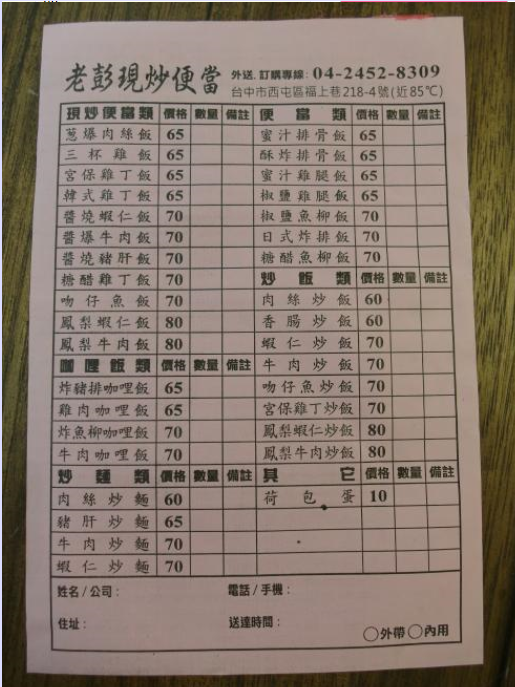 老彭現炒便當
外送.訂購專線: 04-2452-8309
台中市西屯區福上巷218-4號(近85℃)
現炒便當類 價格 數量 備註
蔥爆肉絲飯 65
三杯雞飯 65
宮保雞丁飯 65
韓式雞丁飯 65
醬燒蝦仁飯 70
醬爆牛肉飯 70
醬燒豬肝飯 70
糖醋雞丁飯 70
吻仔魚飯 70
鳳梨蝦仁飯 80
鳳梨牛肉飯 80
咖哩飯類 價格 數量 備註
炸豬排咖哩飯 65
雞肉咖哩飯 65
炸魚柳咖哩飯 70
牛肉咖哩飯 70
炒麵類 價格 數量 備註
肉絲炒麵 60
豬肝炒麵 65
牛肉炒麵 70
蝦仁炒麵 70
便當類 價格 數量 備註
蜜汁排骨飯 65
酥炸排骨飯 65
蜜汁雞腿飯 65
椒鹽雞腿飯 65
椒鹽魚柳飯 70
日式炸排飯 70
糖醋魚柳飯 70
炒飯類 價格 數量 備註
肉絲炒飯 60
香腸炒飯 60
蝦仁炒飯 70
牛肉炒飯 70
吻仔魚炒飯 70
宮保雞丁炒飯 70
鳳梨蝦仁炒飯 80
鳳梨牛肉炒飯 80
其它 價格 數量 備註
荷包蛋 10
姓名/公司: 電話/手機:
住址: 送達時間:
○外帶○內用